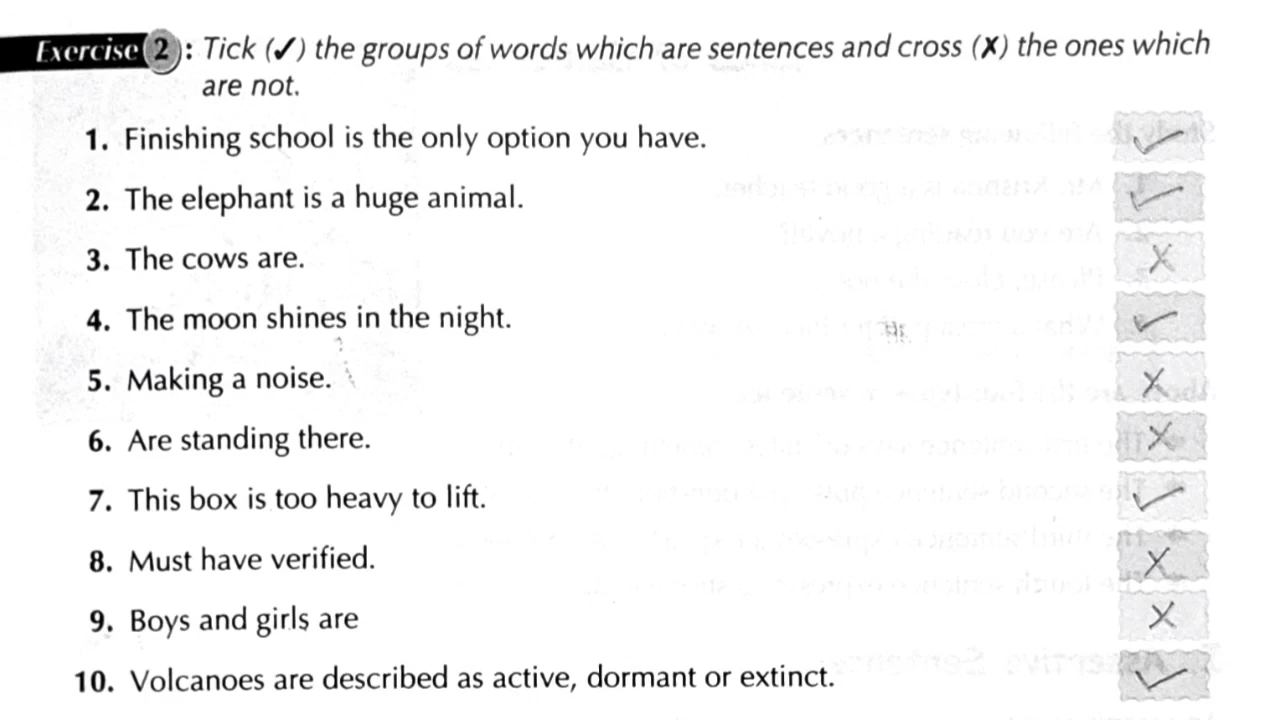 Exercise 2 : Tick (✓) the groups of words which are sentences and cross (✗) the ones which
are not.
1. Finishing school is the only option you have. ✓
2. The elephant is a huge animal. ✓
3. The cows are. ✗
4. The moon shines in the night. ✓
5. Making a noise. ✗
6. Are standing there. ✗
7. This box is too heavy to lift. ✓
8. Must have verified. ✗
9. Boys and girls are ✗
10. Volcanoes are described as active, dormant or extinct. ✓